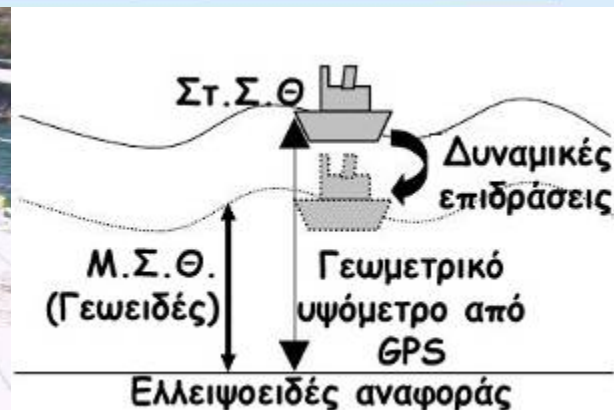 Στ.Σ.Θ
Δυναμικές
επιδράσεις
Μ.Σ.Θ.
(Γεωειδές)
Γεωμετρικό
υψόμετρο από
GPS
Ελλειψοειδές αναφοράς